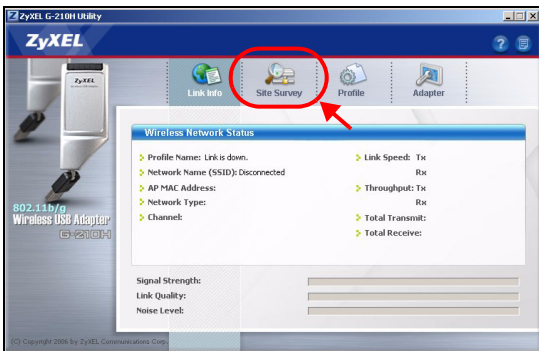 ZyXEL G-210H Utility
ZyXEL
Link Info
Site Survey
Profile
Adapter
ZyXEL
Wireless Network Status
Profile Name: Link is down.
Network Name (SSID): Disconnected
AP MAC Address:
Network Type:
Channel:
Link Speed: Tx
Rx
Throughput: Tx
Rx
Total Transmit:
Total Receive:
802.11b/g
Wireless USB Adapter
G-210H
Signal Strength:
Link Quality:
Noise Level:
(C) Copyright 2006 by ZyXEL Communications Corp.